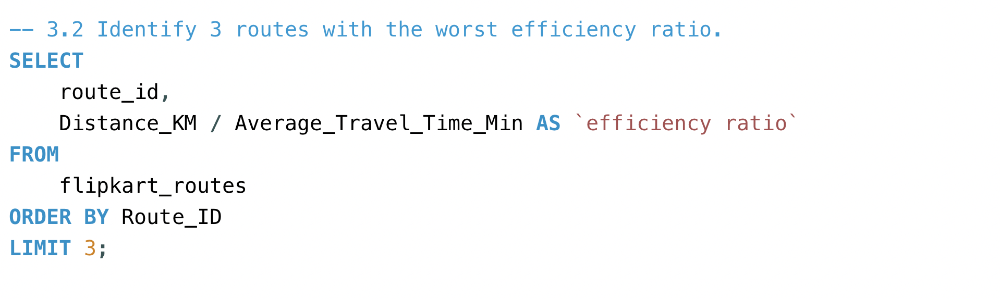 -- 3.2 Identify 3 routes with the worst efficiency ratio.
SELECT
    route_id,
    Distance_KM / Average_Travel_Time_Min AS `efficiency ratio`
FROM
    flipkart_routes
ORDER BY Route_ID
LIMIT 3;